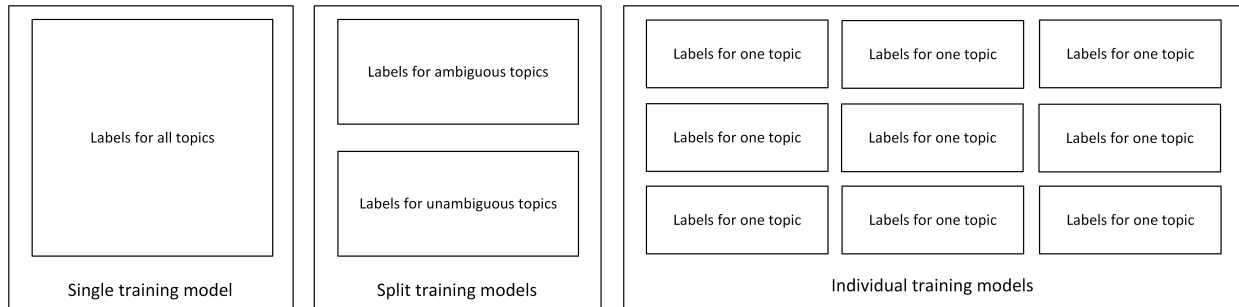 Labels for all topics
Single training model
Labels for ambiguous topics
Labels for unambiguous topics
Split training models
Labels for one topic
Labels for one topic
Labels for one topic
Labels for one topic
Labels for one topic
Labels for one topic
Labels for one topic
Labels for one topic
Labels for one topic
Individual training models